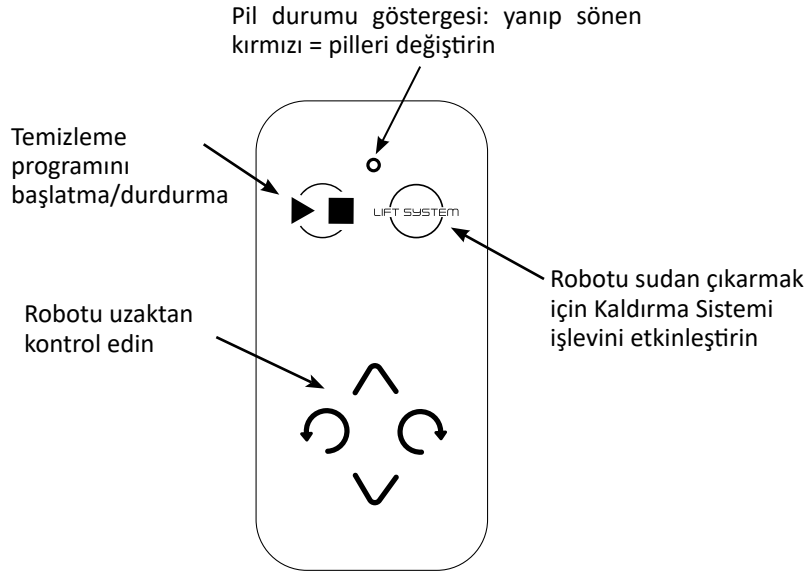 Pil durumu göstergesi: yanıp sönen
kırmızı = pilleri değiştirin
Temizleme
programını
başlatma/durdurma
LIFT SYSTEM
Robotu sudan çıkarmak
için Kaldırma Sistemi
işlevini etkinleştirin
Robotu uzaktan
kontrol edin